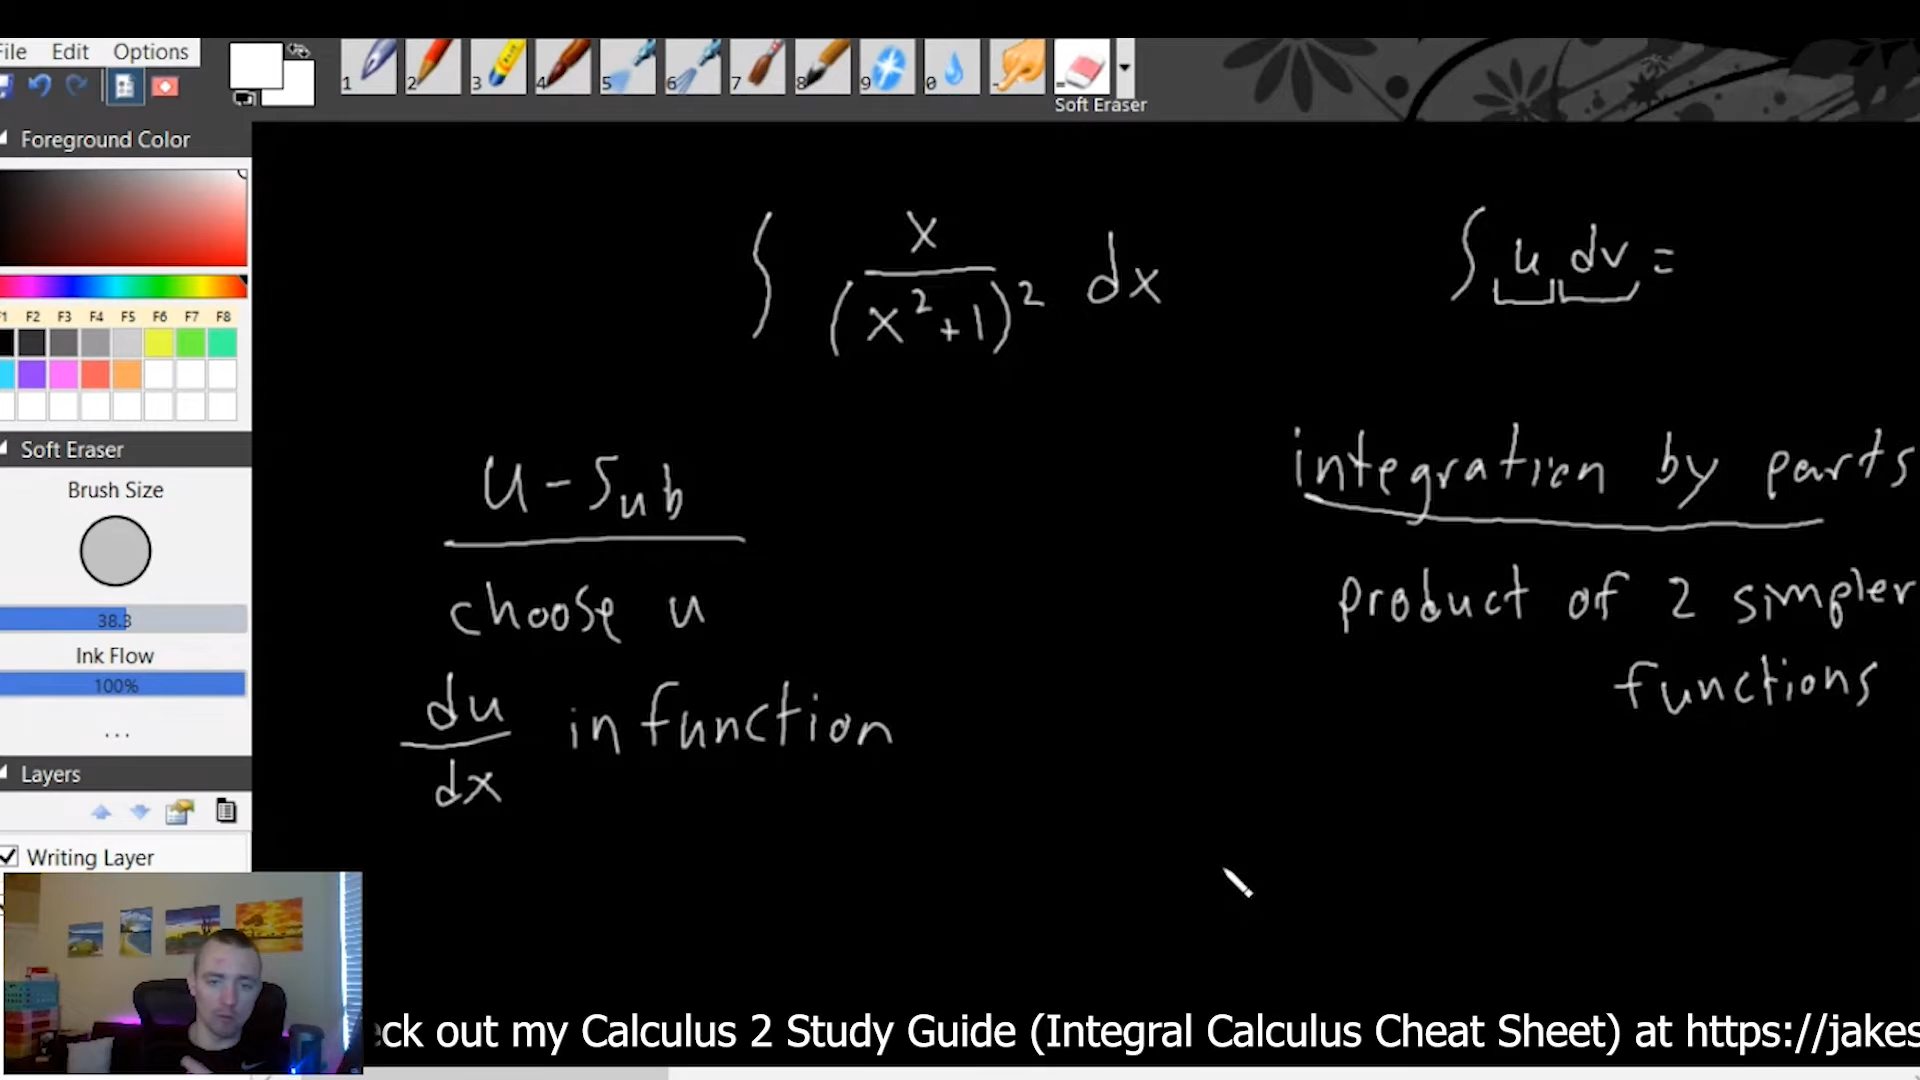 File Edit Options
1 2 3 4 5 6 7 8 9 0
Soft Eraser
Foreground Color
F1 F2 F3 F4 F5 F6 F7 F8
Soft Eraser
Brush Size
38.3
Ink Flow
100%
...
Layers
Writing Layer
∫ x/(x²+1)² dx
∫ u dv =
u-sub
choose u
du/dx in function
integration by parts
product of 2 simpler
functions
eck out my Calculus 2 Study Guide (Integral Calculus Cheat Sheet) at https://jakes